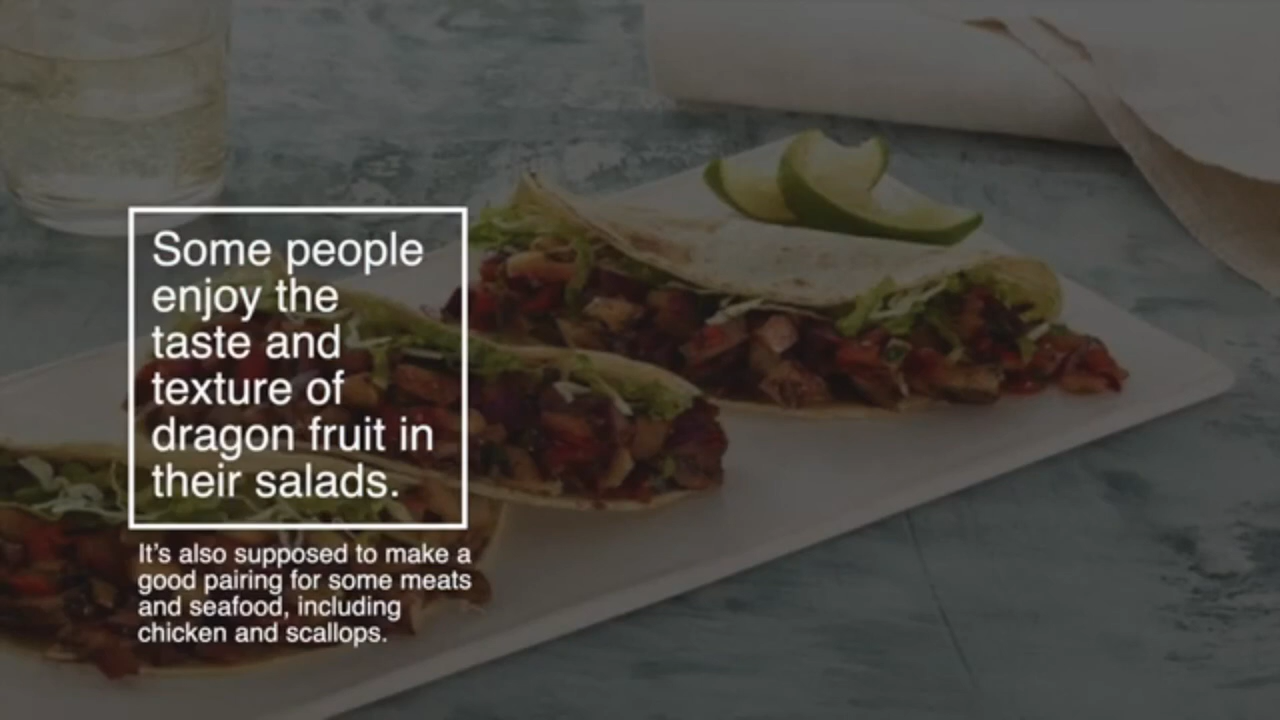 Some people
enjoy the
taste and
texture of
dragon fruit in
their salads.
It’s also supposed to make a
good pairing for some meats
and seafood, including
chicken and scallops.